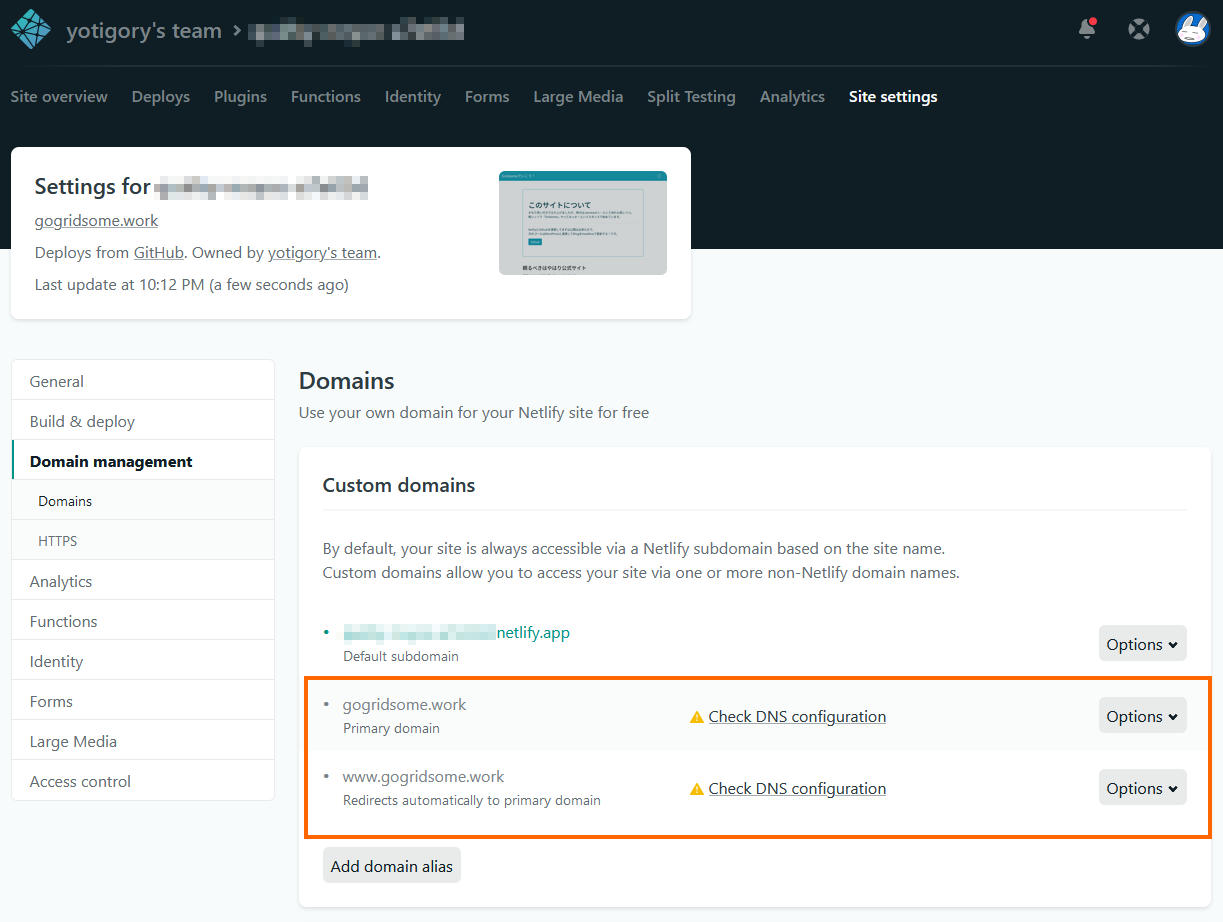 yotigory's team >
Site overview Deploys Plugins Functions Identity Forms Large Media Split Testing Analytics Site settings
Settings for
gogridsome.work
Deploys from GitHub. Owned by yotigory's team.
Last update at 10:12 PM (a few seconds ago)
このサイトについて
頼るべきはやはり公式サイト
General
Build & deploy
Domain management
Domains
HTTPS
Analytics
Functions
Identity
Forms
Large Media
Access control
Domains
Use your own domain for your Netlify site for free
Custom domains
By default, your site is always accessible via a Netlify subdomain based on the site name.
Custom domains allow you to access your site via one or more non-Netlify domain names.
netlify.app
Default subdomain
Options
gogridsome.work
Primary domain
Check DNS configuration
Options
www.gogridsome.work
Redirects automatically to primary domain
Check DNS configuration
Options
Add domain alias